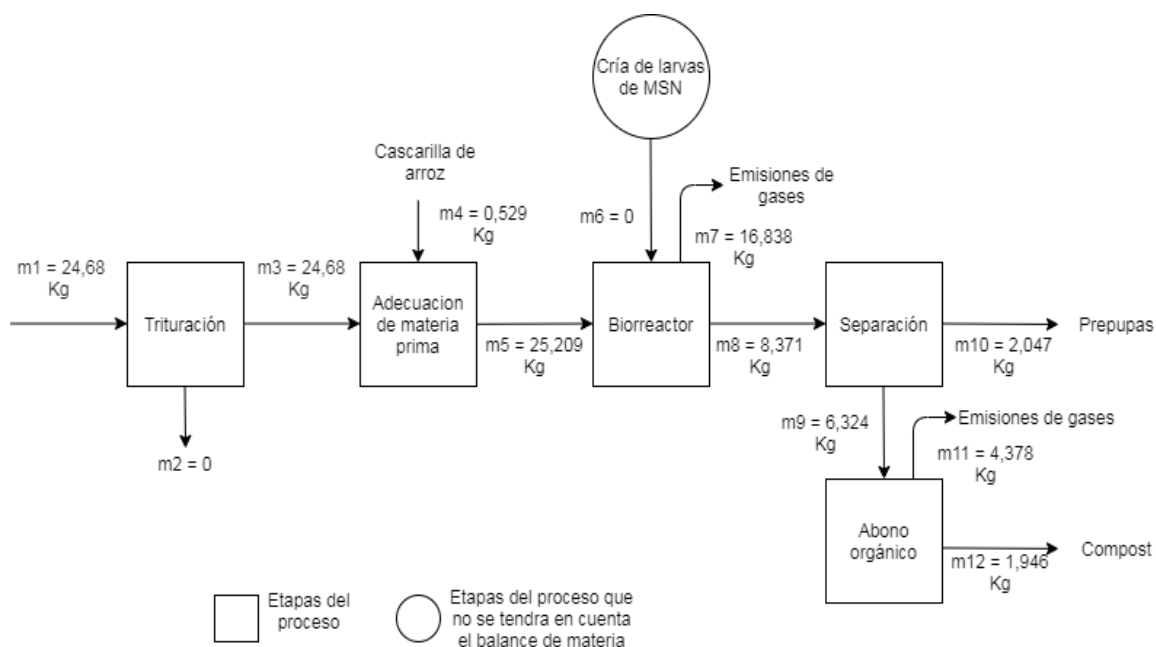 Cría de larvas
de MSN
Cascarilla de
arroz
Emisiones de
gases
m4 = 0,529
Kg
m6 = 0
m7 = 16,838
Kg
m1 = 24,68
Kg
m3 = 24,68
Kg
Trituración
Adecuacion
de materia
prima
Biorreactor
Separación
Prepupas
m5 = 25,209
Kg
m8 = 8,371
Kg
m10 = 2,047
Kg
m2 = 0
m9 = 6,324
Kg
Emisiones de gases
m11 = 4,378
Kg
Abono
orgánico
Compost
m12 = 1,946
Kg
Etapas del
proceso
Etapas del proceso que
no se tendra en cuenta
el balance de materia